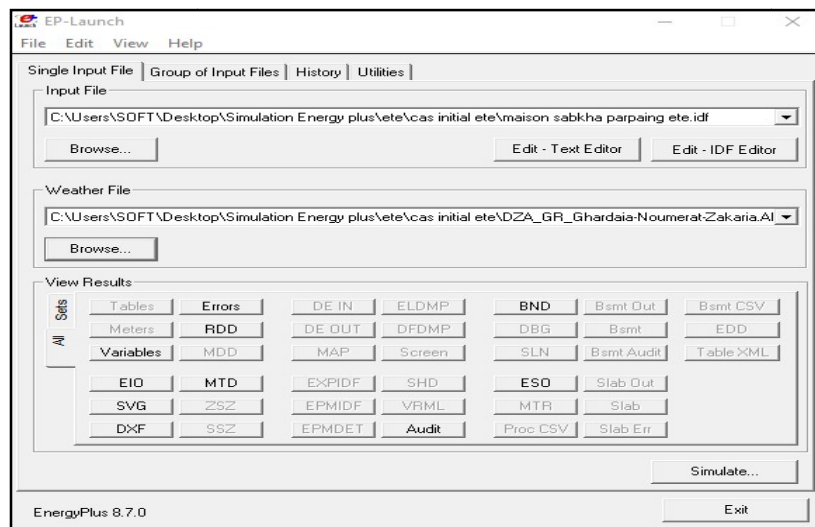 EP-Launch
File Edit View Help
Single Input File Group of Input Files History Utilities
Input File
C:\Users\SOFT\Desktop\Simulation Energy plus\ete\cas initial ete\maison sabkha parpaing ete.idf
Browse... Edit - Text Editor Edit - IDF Editor
Weather File
C:\Users\SOFT\Desktop\Simulation Energy plus\ete\cas initial ete\DZA_GR_Ghardaia-Noumerat-Zakaria.Al
Browse...
View Results
Sets
All
Tables Errors DE IN ELDMP BND Bsmt Out Bsmt CSV
Meters RDD DE OUT DFDMP DBG Bsmt EDD
Variables MDD MAP Screen SLN Bsmt Audit Table XML
EIO MTD EXPIDF SHD ESO Slab Out
SVG ZSZ EPMIDF VRML MTR Slab
DXF SSZ EPMDET Audit Proc CSV Slab Err
Simulate...
EnergyPlus 8.7.0 Exit